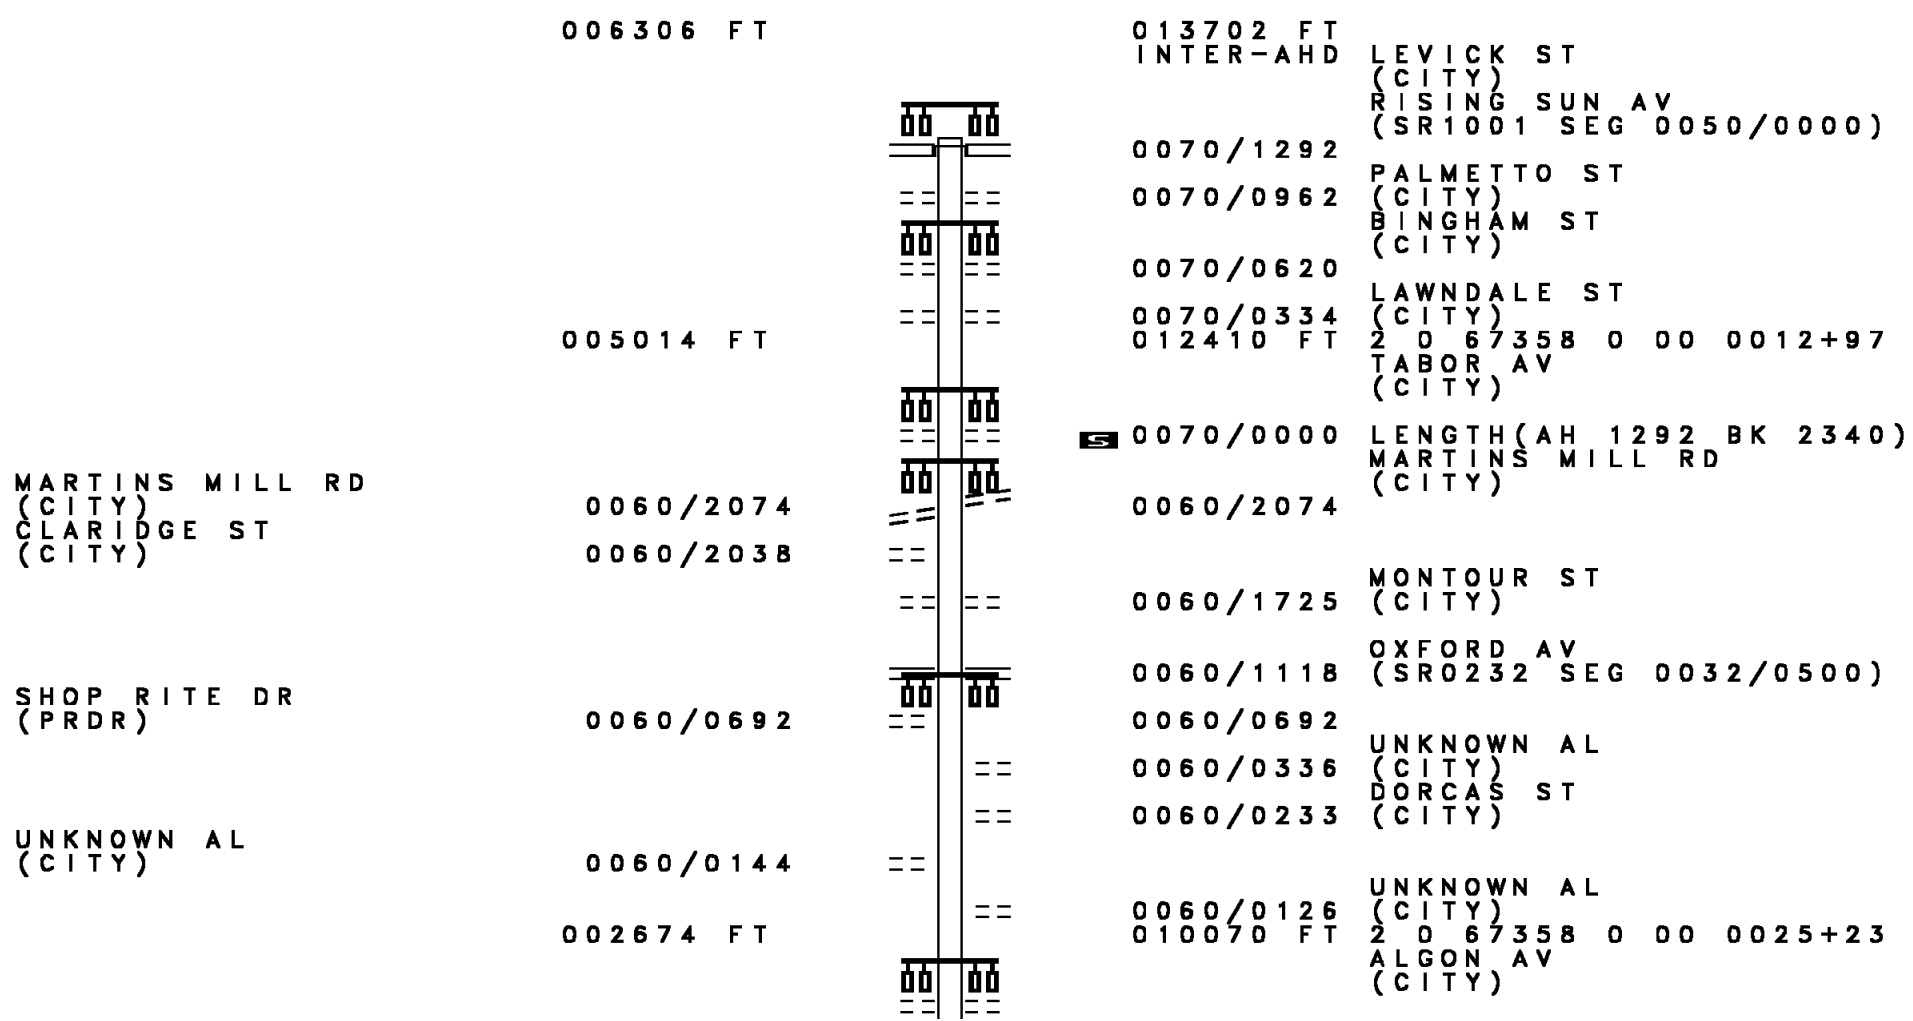 006306 FT 013702 FT
INTER-AHD LEVICK ST
(CITY)
RISING SUN AV
(SR1001 SEG 0050/0000)
0070/1292
PALMETTO ST
0070/0962 (CITY)
BINGHAM ST
(CITY)
0070/0620
LAWNDALE ST
0070/0334 (CITY)
005014 FT 012410 FT 2 0 67358 0 00 0012+97
TABOR AV
(CITY)
S 0070/0000 LENGTH(AH 1292 BK 2340)
MARTINS MILL RD
MARTINS MILL RD (CITY)
(CITY) 0060/2074 0060/2074
CLARIDGE ST
(CITY) 0060/2038
MONTOUR ST
0060/1725 (CITY)
OXFORD AV
0060/1118 (SR0232 SEG 0032/0500)
SHOP RITE DR
(PRDR) 0060/0692 0060/0692
UNKNOWN AL
0060/0336 (CITY)
DORCAS ST
0060/0233 (CITY)
UNKNOWN AL
(CITY) 0060/0144
UNKNOWN AL
0060/0126 (CITY)
002674 FT 010070 FT 2 0 67358 0 00 0025+23
ALGON AV
(CITY)